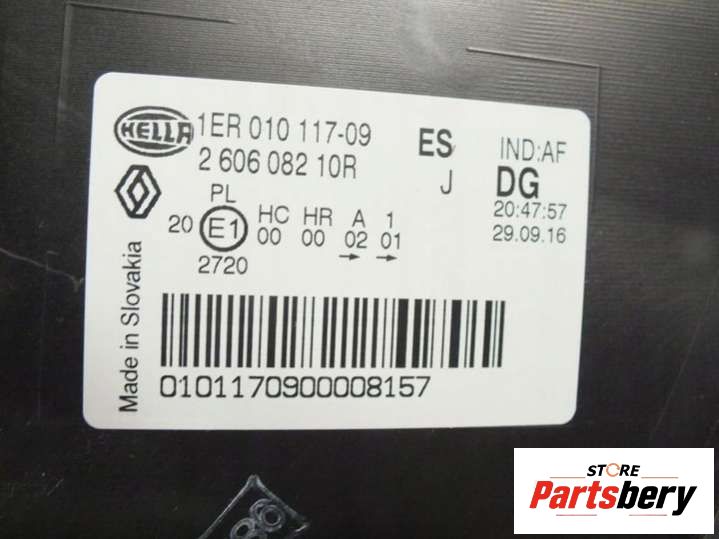 HELLA
1ER 010 117-09
2 606 082 10R
ES
J
IND:AF
DG
20:47:57
29.09.16
PL
20 E1 HC HR A 1
00 00 02 01
2720
Made in Slovakia
0101170900008157
STORE
Partsbery